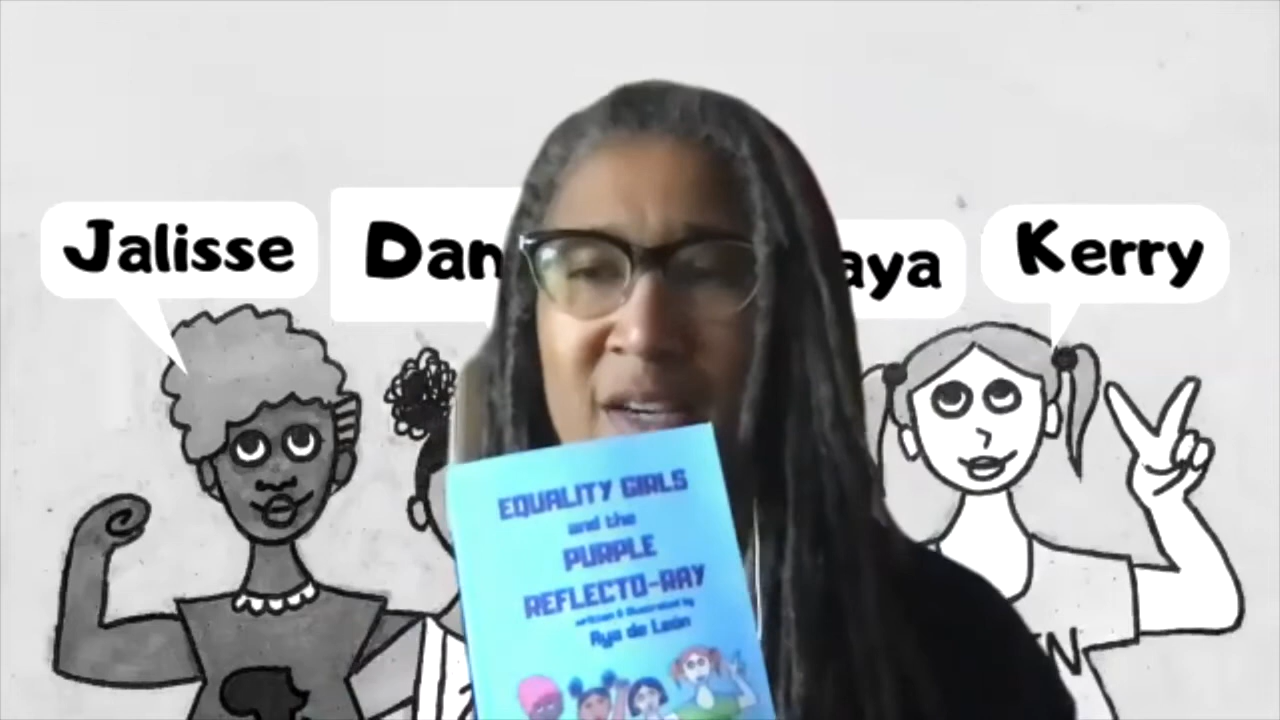 Jalisse
Dan
aya
Kerry
EQUALITY GIRLS
and the
PURPLE
REFLECTO-RAY
written & illustrated by
Aya de León